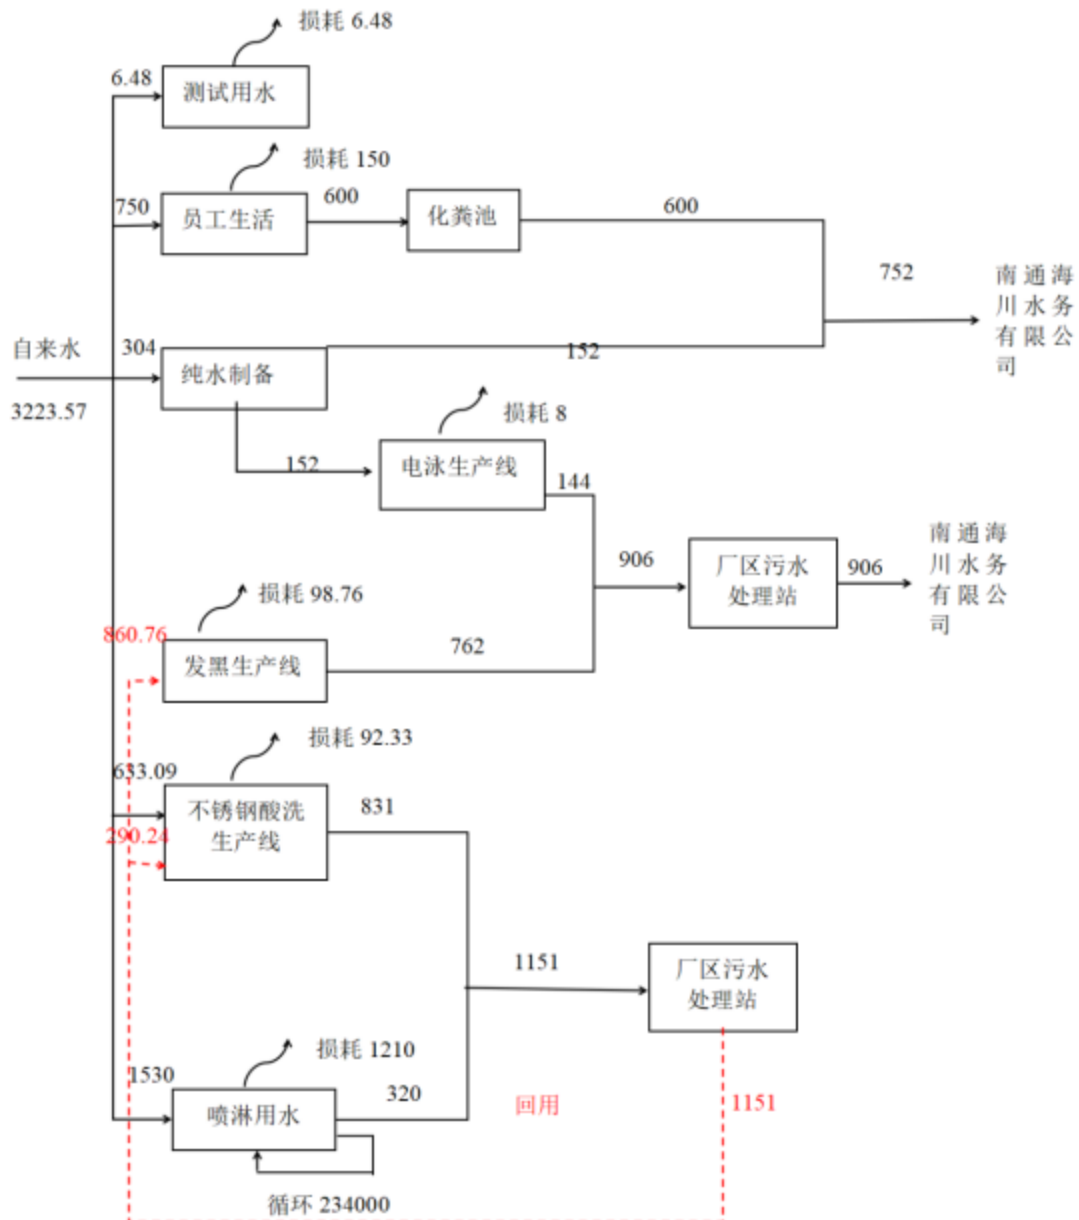 损耗 6.48
6.48
测试用水
损耗 150
750
员工生活
600
化粪池
600
752
南通海
川水务
有限公
司
自来水
3223.57
304
纯水制备
152
152
损耗 8
电泳生产线
144
906
厂区污水
处理站
906
南通海
川水务
有限公
司
损耗 98.76
860.76
发黑生产线
762
损耗 92.33
633.09
290.24
不锈钢酸洗
生产线
831
1151
厂区污水
处理站
损耗 1210
1530
喷淋用水
320
回用
1151
循环 234000